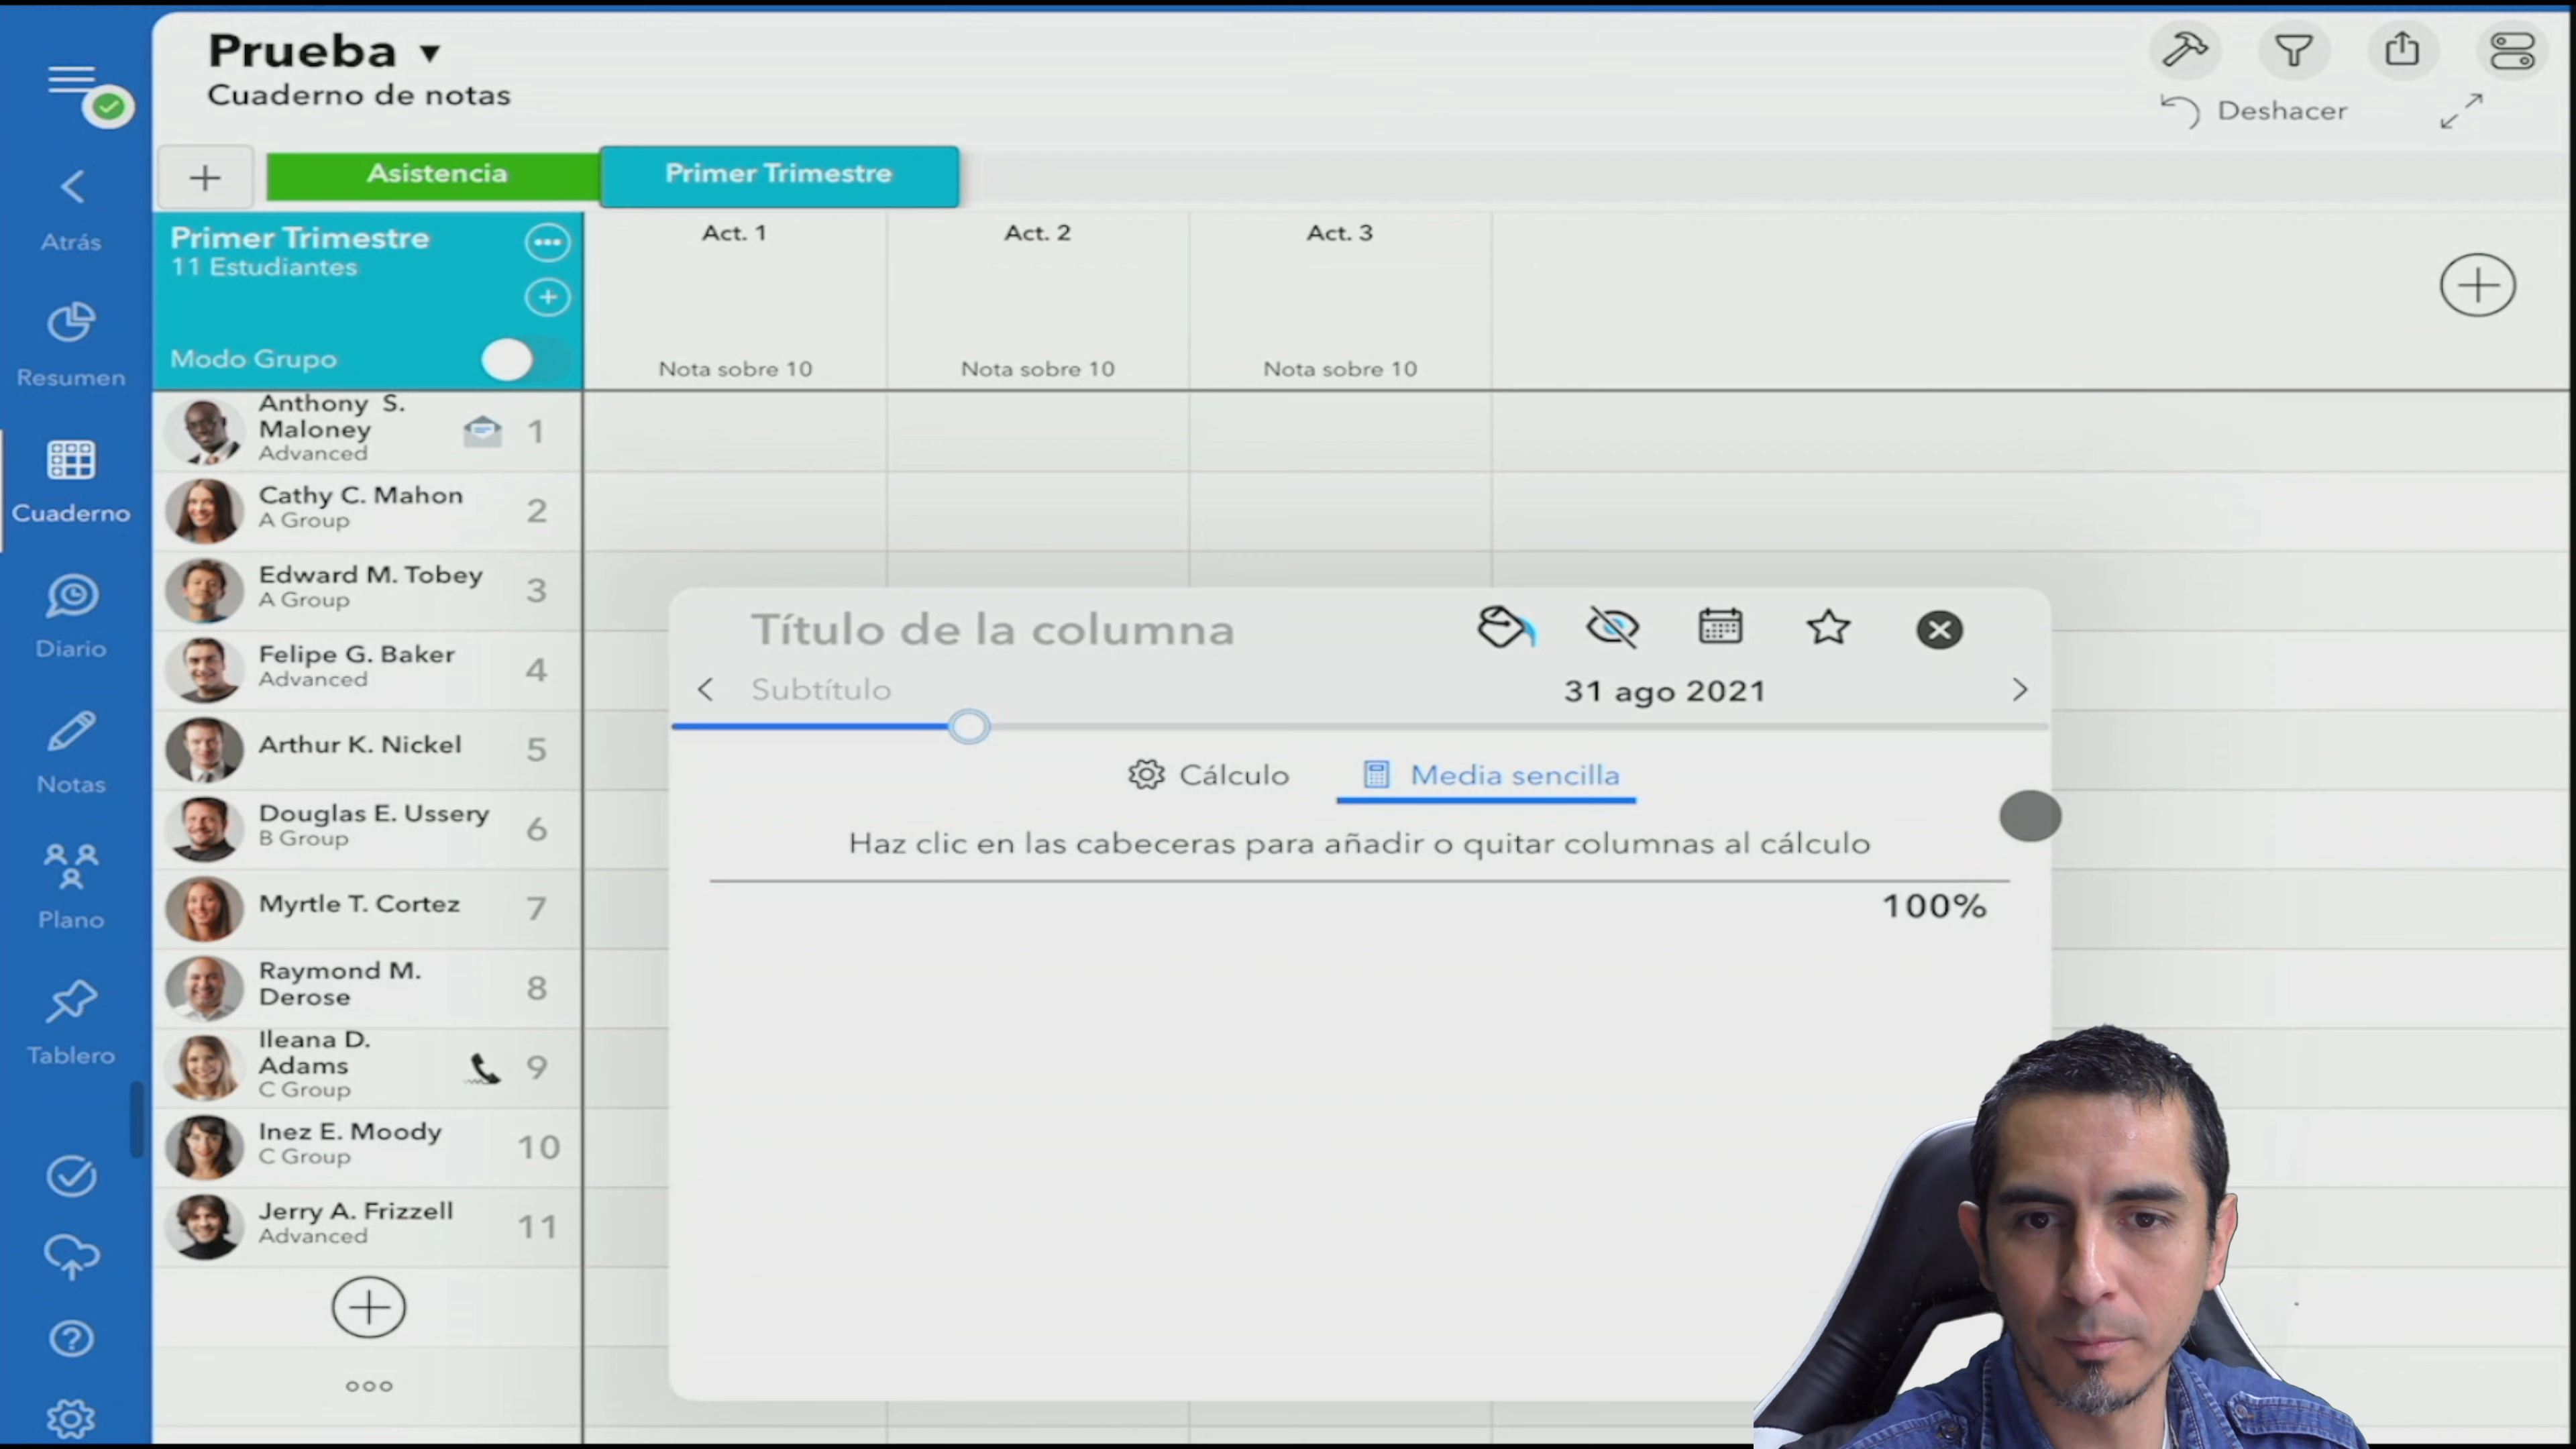 Prueba ▼
Cuaderno de notas
Deshacer
Atrás
Resumen
Cuaderno
Diario
Notas
Plano
Tablero
+ Asistencia Primer Trimestre
Primer Trimestre
11 Estudiantes
Modo Grupo
Act. 1 Act. 2 Act. 3
Nota sobre 10 Nota sobre 10 Nota sobre 10
Anthony S.
Maloney
Advanced
1
Cathy C. Mahon
A Group
2
Edward M. Tobey
A Group
3
Felipe G. Baker
Advanced
4
Arthur K. Nickel
5
Douglas E. Ussery
B Group
6
Myrtle T. Cortez
7
Raymond M.
Derose
8
Ileana D.
Adams
C Group
9
Inez E. Moody
C Group
10
Jerry A. Frizzell
Advanced
11
Título de la columna
Subtítulo 31 ago 2021
Cálculo Media sencilla
Haz clic en las cabeceras para añadir o quitar columnas al cálculo
100%